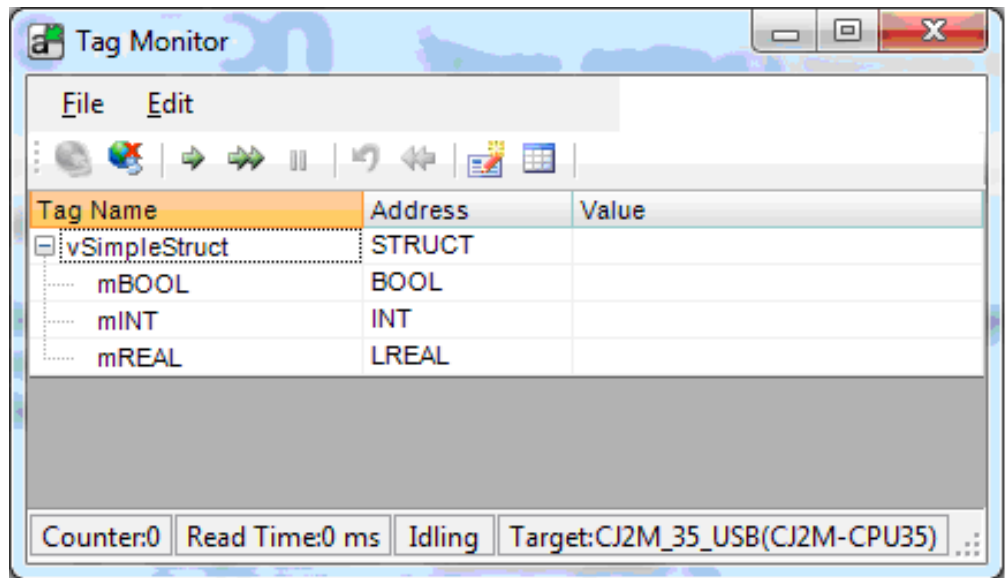 Tag Monitor
File Edit
Tag Name Address Value
vSimpleStruct STRUCT
mBOOL BOOL
mINT INT
mREAL LREAL
Counter:0 Read Time:0 ms Idling Target:CJ2M_35_USB(CJ2M-CPU35)